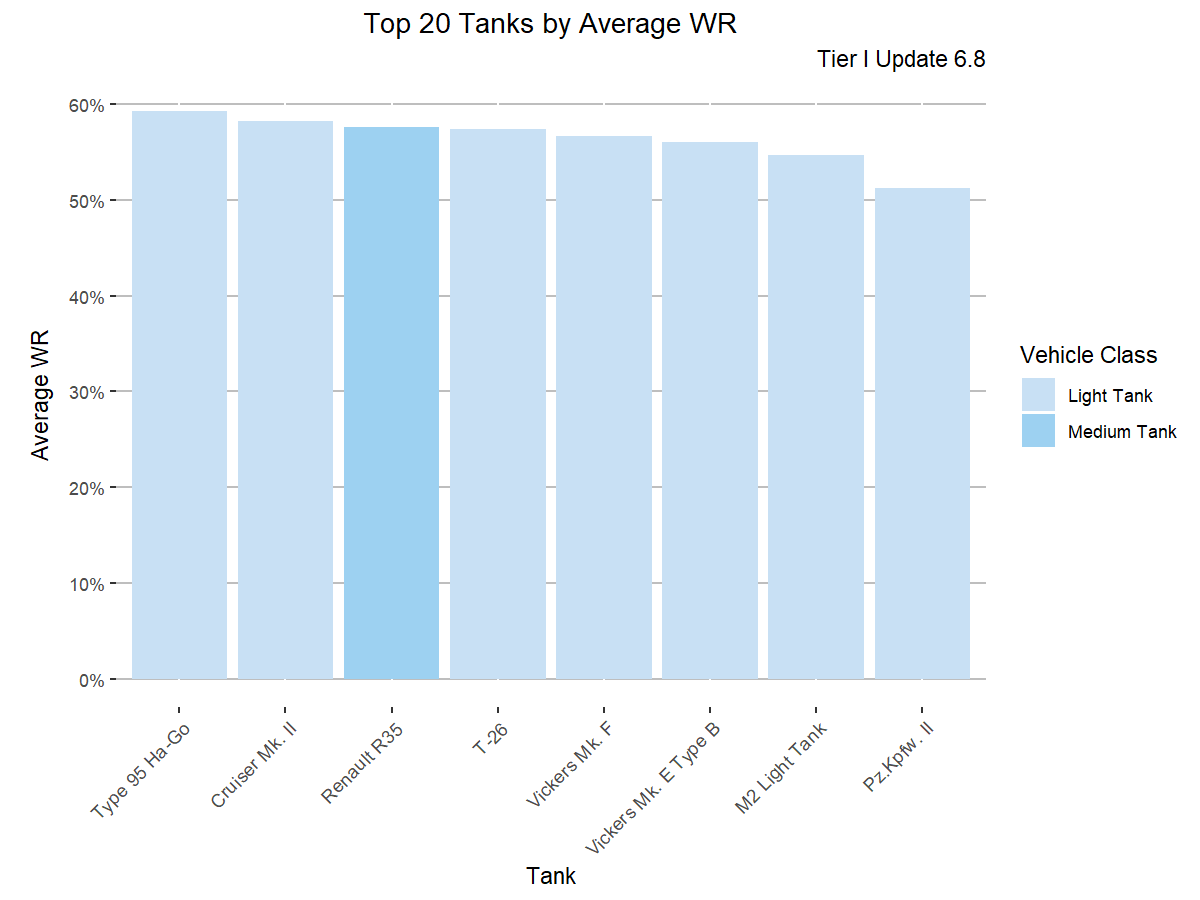 Top 20 Tanks by Average WR
Tier I Update 6.8
60%
50%
40%
30%
20%
10%
0%
Average WR
Type 95 Ha-Go
Cruiser Mk. II
Renault R35
T-26
Vickers Mk. F
Vickers Mk. E Type B
M2 Light Tank
Pz.Kpfw. II
Tank
Vehicle Class
Light Tank
Medium Tank